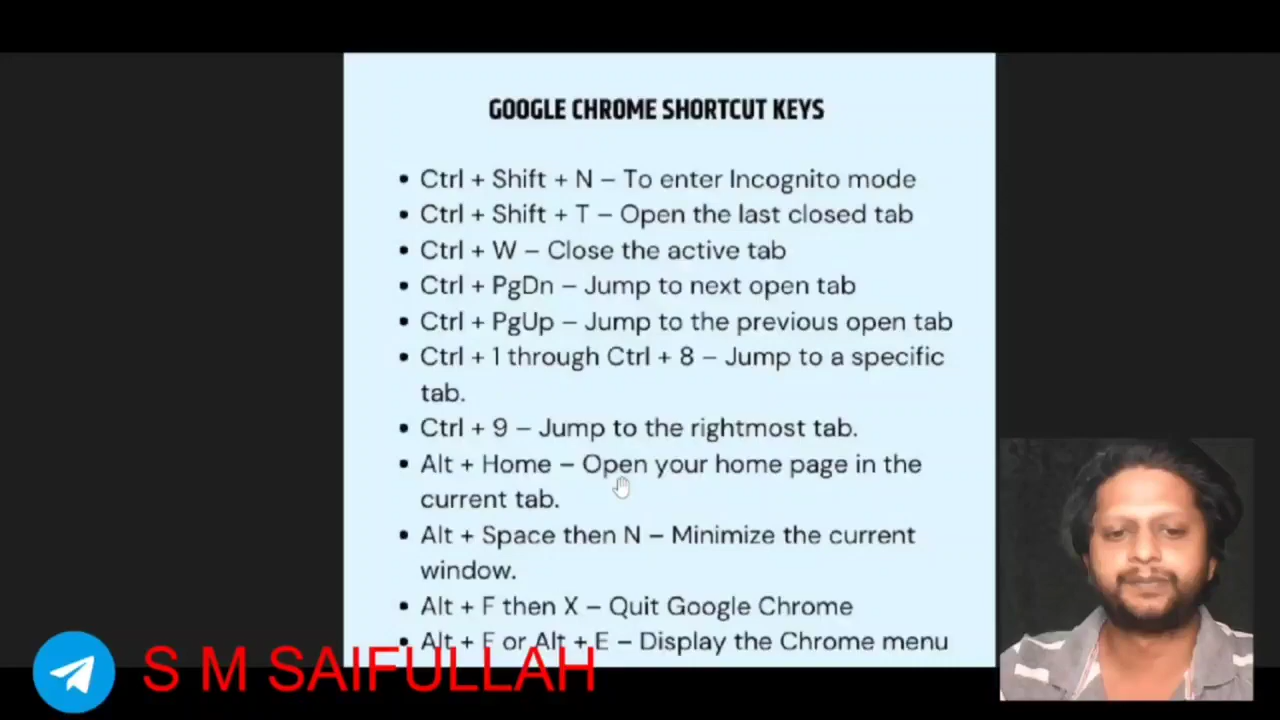 GOOGLE CHROME SHORTCUT KEYS
• Ctrl + Shift + N – To enter Incognito mode
• Ctrl + Shift + T – Open the last closed tab
• Ctrl + W – Close the active tab
• Ctrl + PgDn – Jump to next open tab
• Ctrl + PgUp – Jump to the previous open tab
• Ctrl + 1 through Ctrl + 8 – Jump to a specific
tab.
• Ctrl + 9 – Jump to the rightmost tab.
• Alt + Home – Open your home page in the
current tab.
• Alt + Space then N – Minimize the current
window.
• Alt + F then X – Quit Google Chrome
• Alt + F or Alt + E – Display the Chrome menu
S M SAIFULLAH